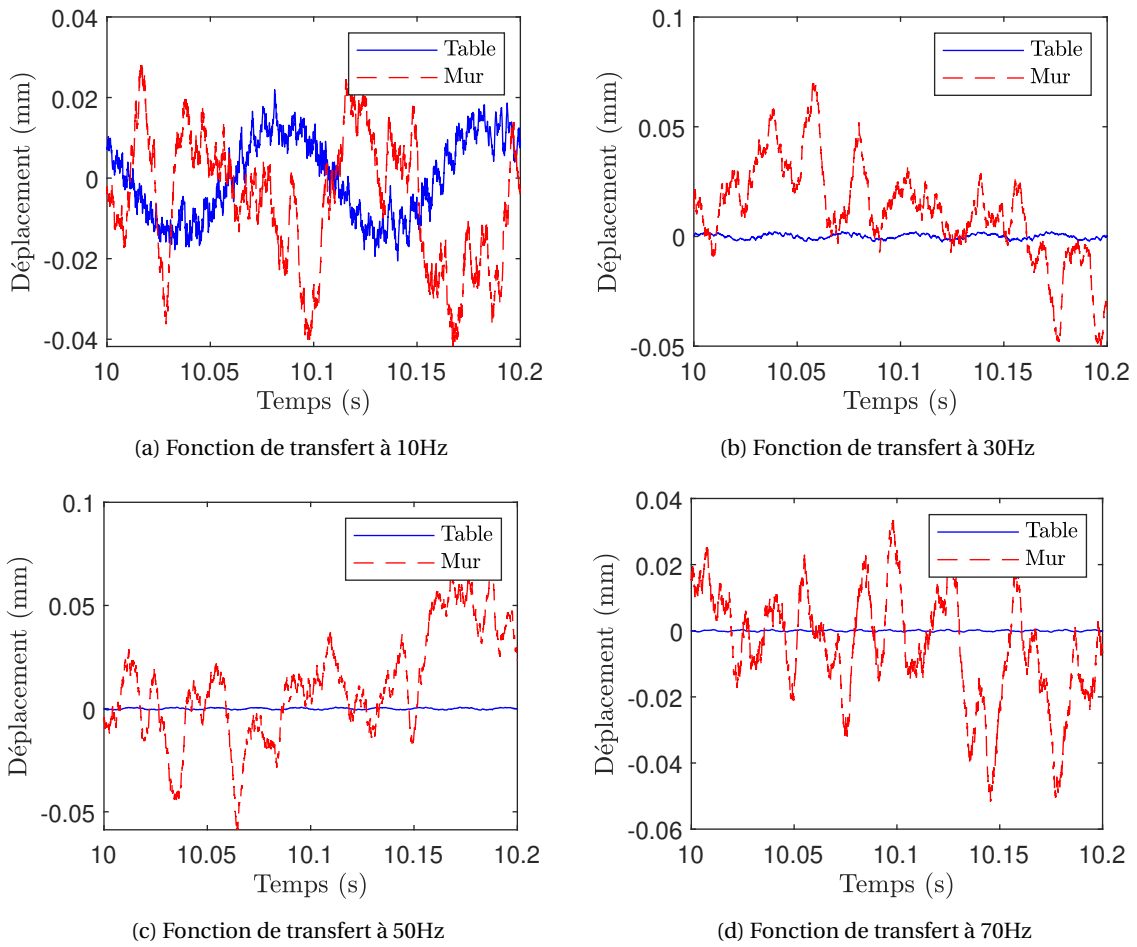 0.04
0.02
0
-0.02
-0.04
Déplacement (mm)
Table
Mur
10
10.05
10.1
10.15
10.2
Temps (s)
(a) Fonction de transfert à 10Hz
0.1
0.05
0
-0.05
Déplacement (mm)
Table
Mur
10
10.05
10.1
10.15
10.2
Temps (s)
(b) Fonction de transfert à 30Hz
0.1
0.05
0
-0.05
Déplacement (mm)
Table
Mur
10
10.05
10.1
10.15
10.2
Temps (s)
(c) Fonction de transfert à 50Hz
0.04
0.02
0
-0.02
-0.04
-0.06
Déplacement (mm)
Table
Mur
10
10.05
10.1
10.15
10.2
Temps (s)
(d) Fonction de transfert à 70Hz